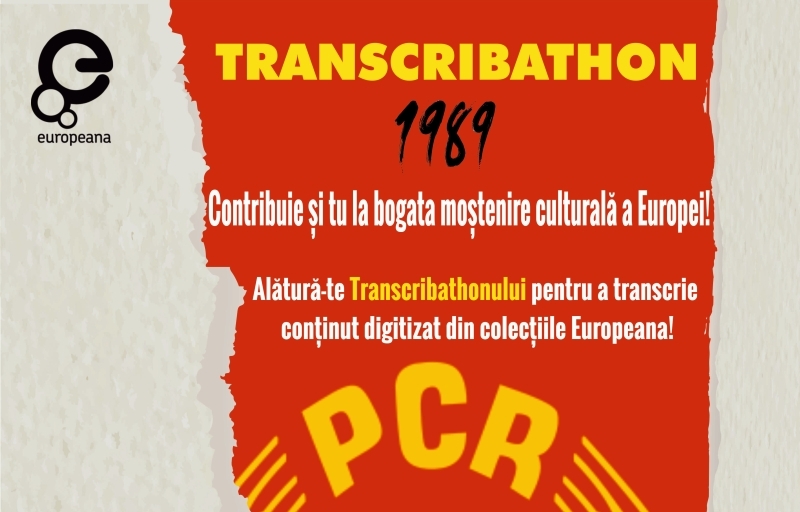 europeana
TRANSCRIBATHON
1989
Contribuie și tu la bogata moștenire culturală a Europei!
Alătură-te Transcribathonului pentru a transcrie
conținut digitizat din colecțiile Europeana!
PCR